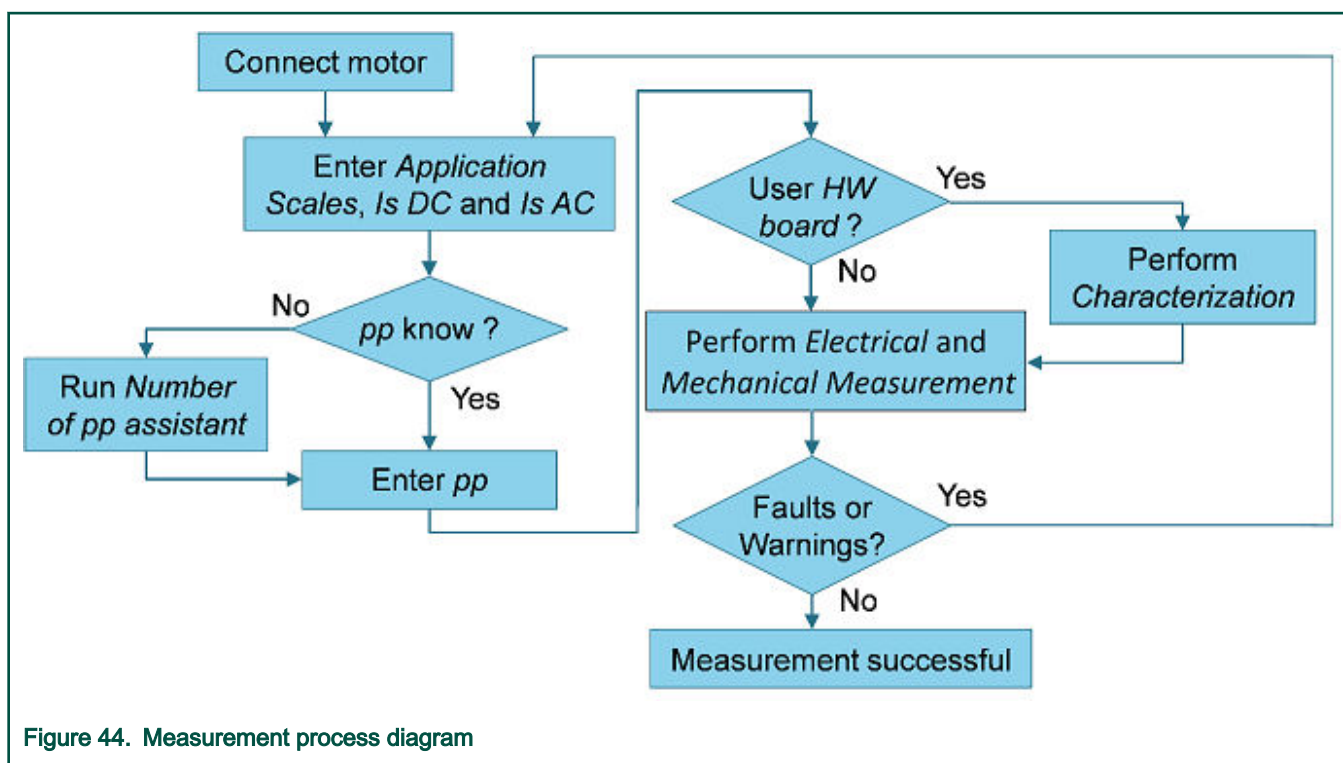 Connect motor
Enter Application
Scales, Is DC and Is AC
pp know ?
No
Yes
Run Number
of pp assistant
Enter pp
User HW
board ?
Yes
No
Perform
Characterization
Perform Electrical and
Mechanical Measurement
Faults or
Warnings?
Yes
No
Measurement successful
Figure 44. Measurement process diagram